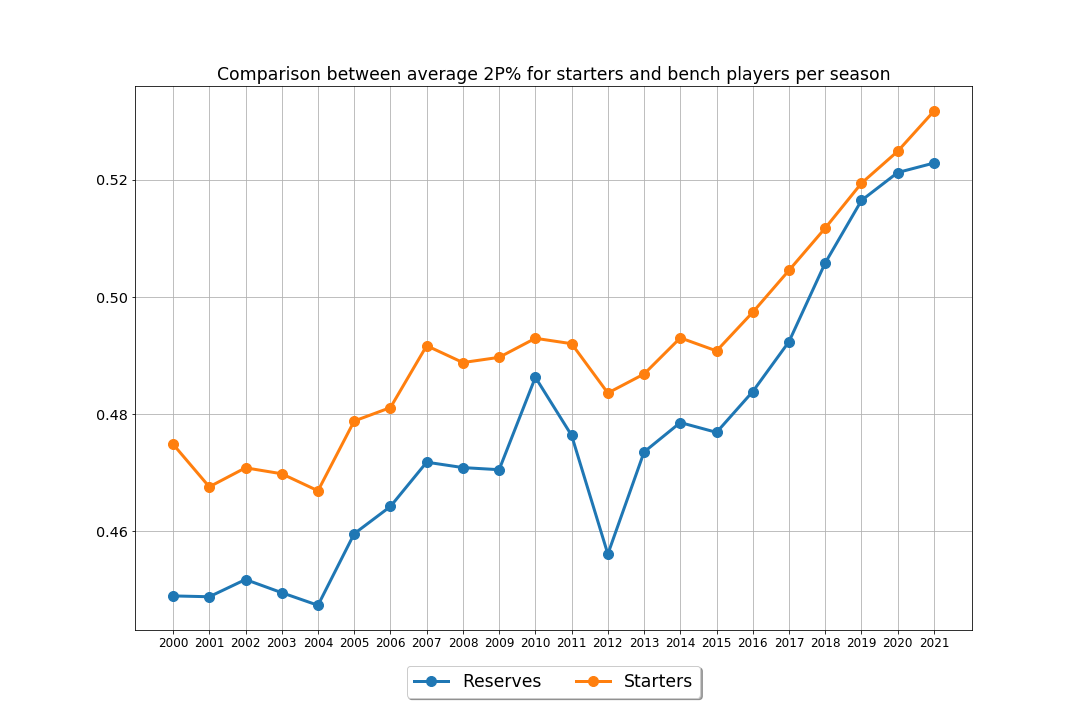 Comparison between average 2P% for starters and bench players per season
0.52
0.50
0.48
0.46
2000 2001 2002 2003 2004 2005 2006 2007 2008 2009 2010 2011 2012 2013 2014 2015 2016 2017 2018 2019 2020 2021
Reserves Starters